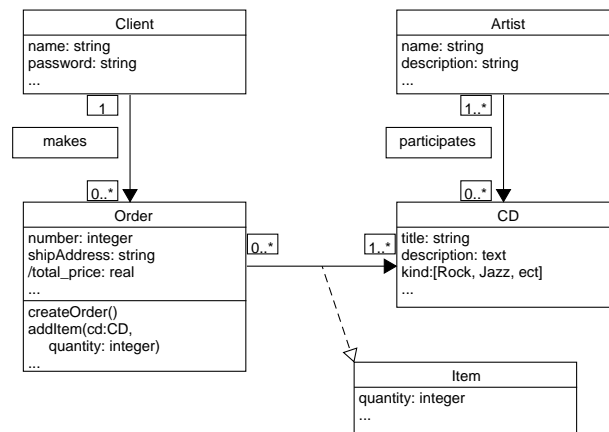 Client
name: string
password: string
...
Artist
name: string
description: string
...
1
1..*
makes
participates
0..*
0..*
Order
number: integer
shipAddress: string
/total_price: real
...
createOrder()
addItem(cd:CD,
quantity: integer)
...
0..*
1..*
CD
title: string
description: text
kind:[Rock, Jazz, ect]
...
Item
quantity: integer
...